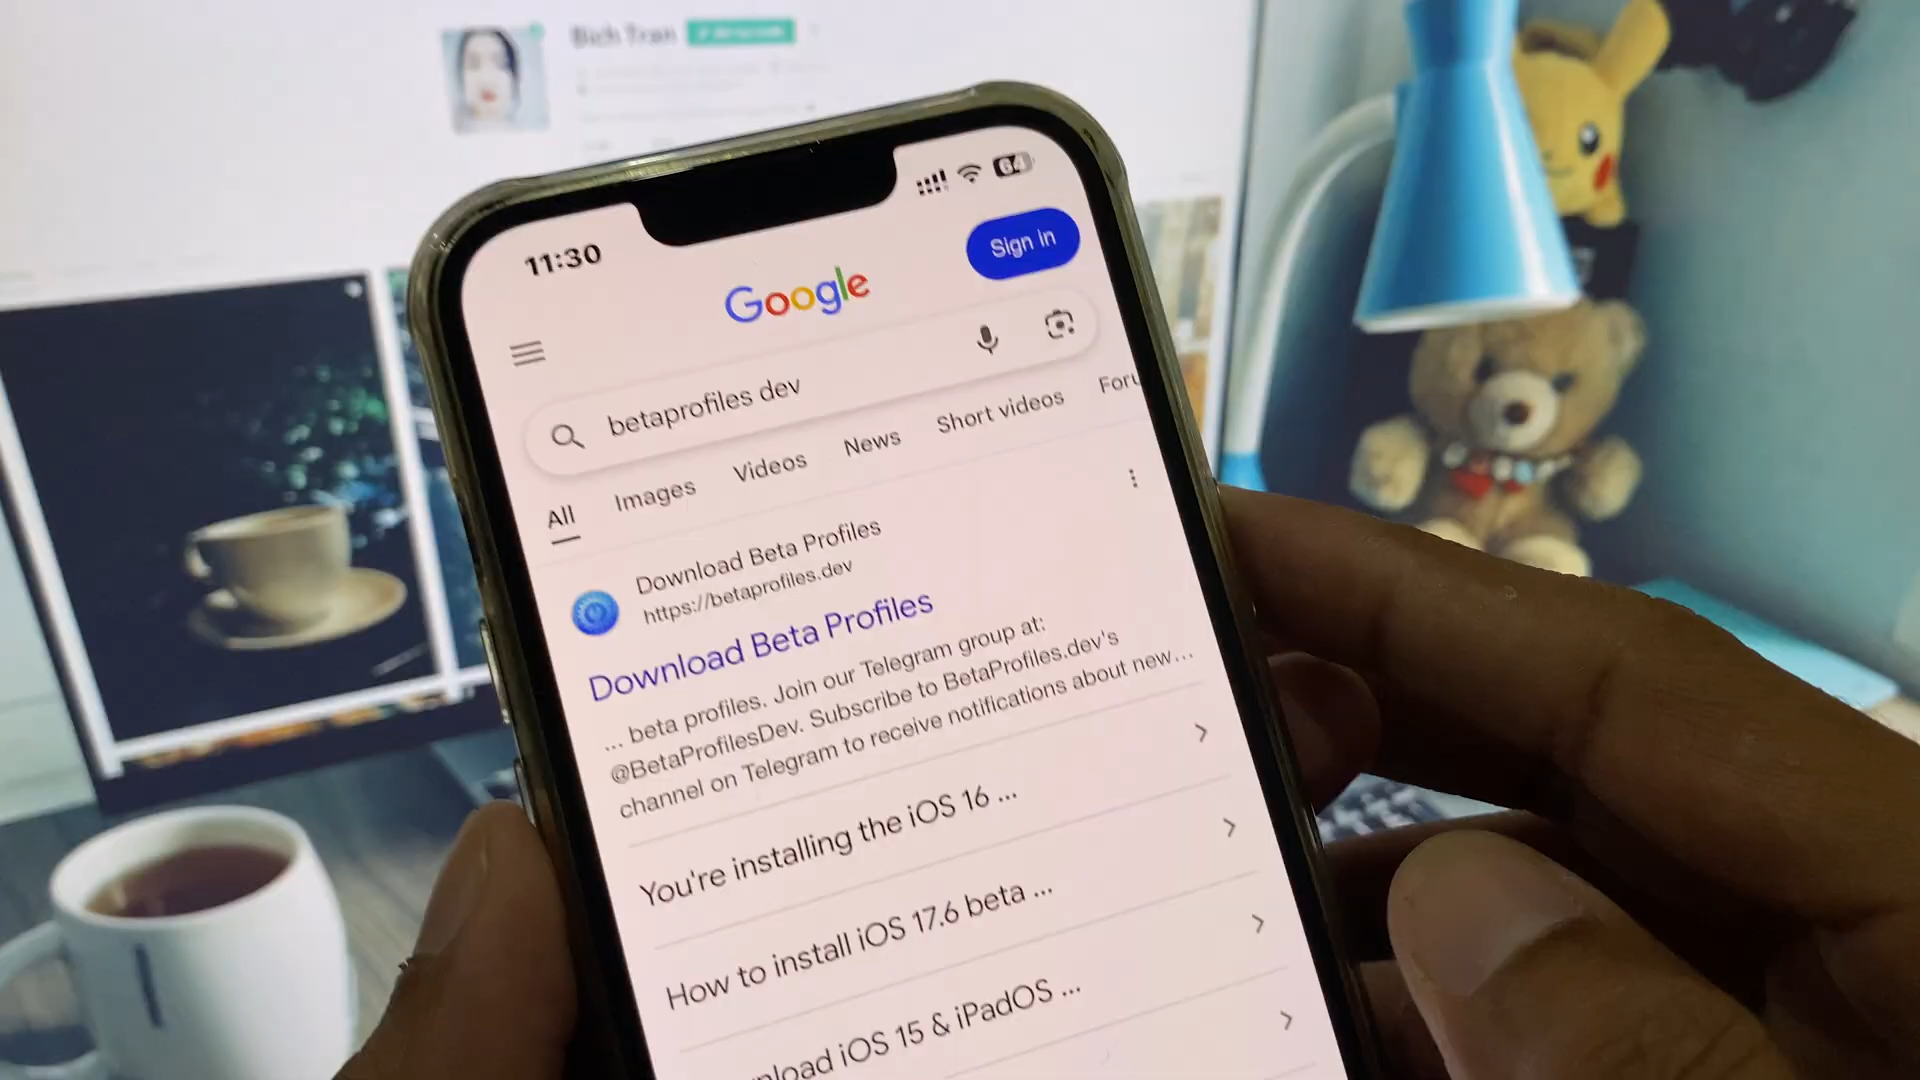 Bich Tran
11:30
64
Google
Sign in
betaprofiles dev
All
Images
Videos
News
Short videos
Download Beta Profiles
https://betaprofiles.dev
Download Beta Profiles
... beta profiles. Join our Telegram group at:
@BetaProfilesDev. Subscribe to BetaProfiles.dev's
channel on Telegram to receive notifications about new...
You're installing the iOS 16 ...
How to install iOS 17.6 beta ...
iOS 15 & iPadOS ...